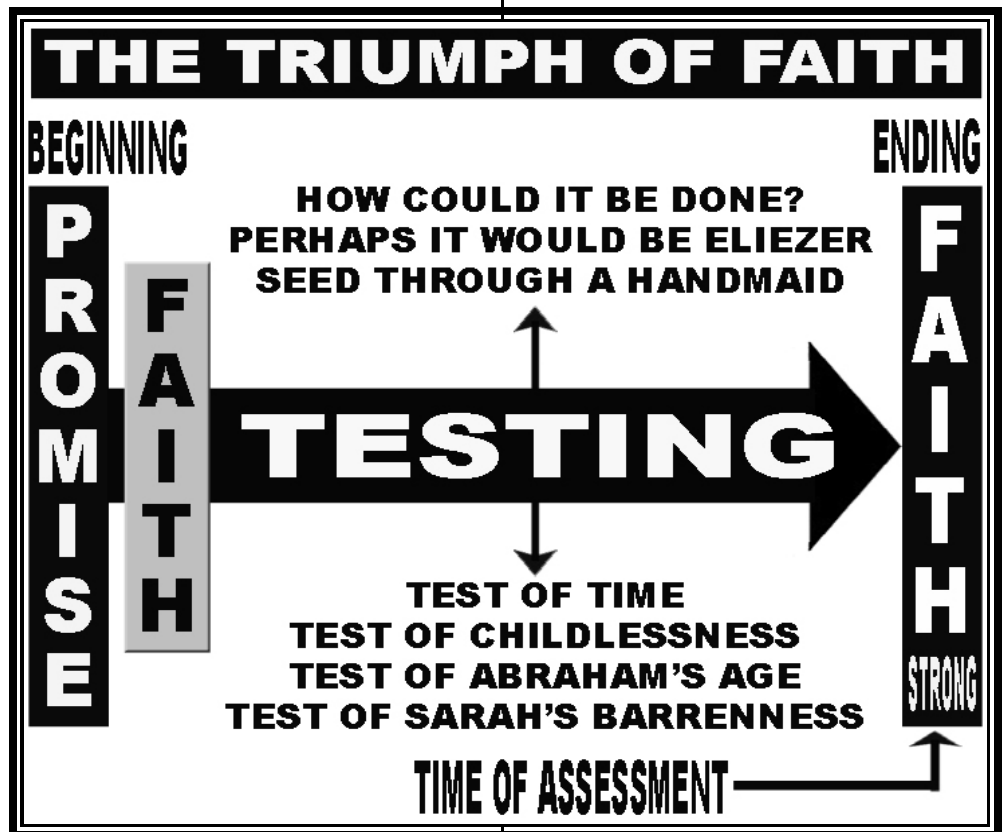 THE TRIUMPH OF FAITH
BEGINNING
ENDING
PROMISE
FAITH
HOW COULD IT BE DONE?
PERHAPS IT WOULD BE ELIEZER
SEED THROUGH A HANDMAID
TESTING
TEST OF TIME
TEST OF CHILDLESSNESS
TEST OF ABRAHAM'S AGE
TEST OF SARAH'S BARRENNESS
FAITH
STRONG
TIME OF ASSESSMENT